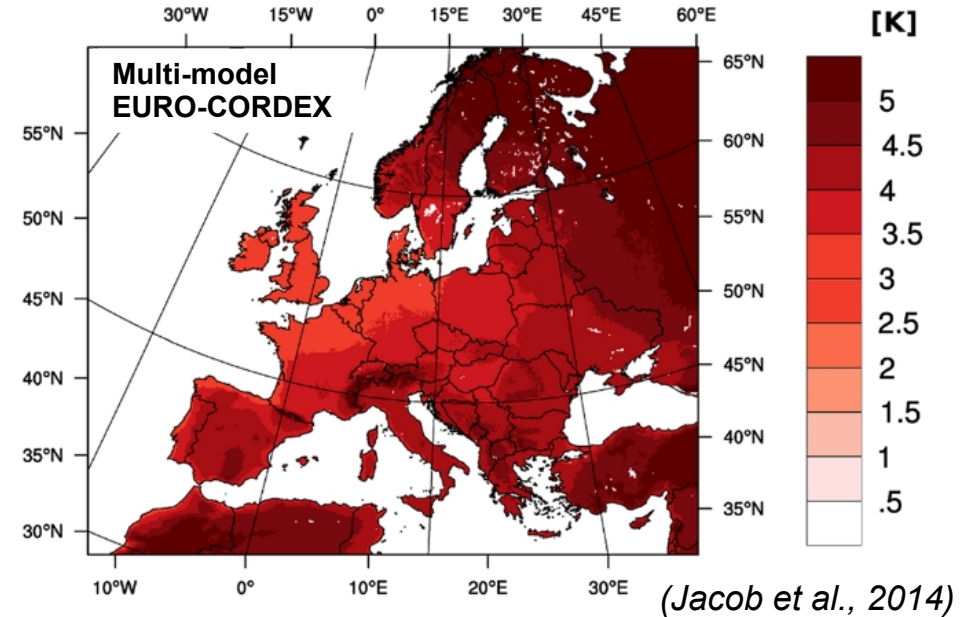 30°W 15°W 0° 15°E 30°E 45°E 60°E
[K]
Multi-model
EURO-CORDEX
65°N
60°N
55°N
50°N
45°N
40°N
35°N
55°N
50°N
45°N
40°N
35°N
30°N
5
4.5
4
3.5
3
2.5
2
1.5
1
.5
10°W 0° 10°E 20°E 30°E
(Jacob et al., 2014)